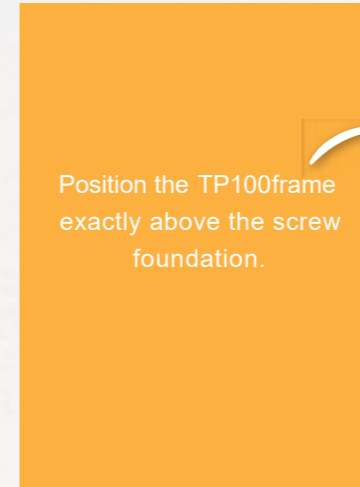 Position the TP100frame
exactly above the screw
foundation.